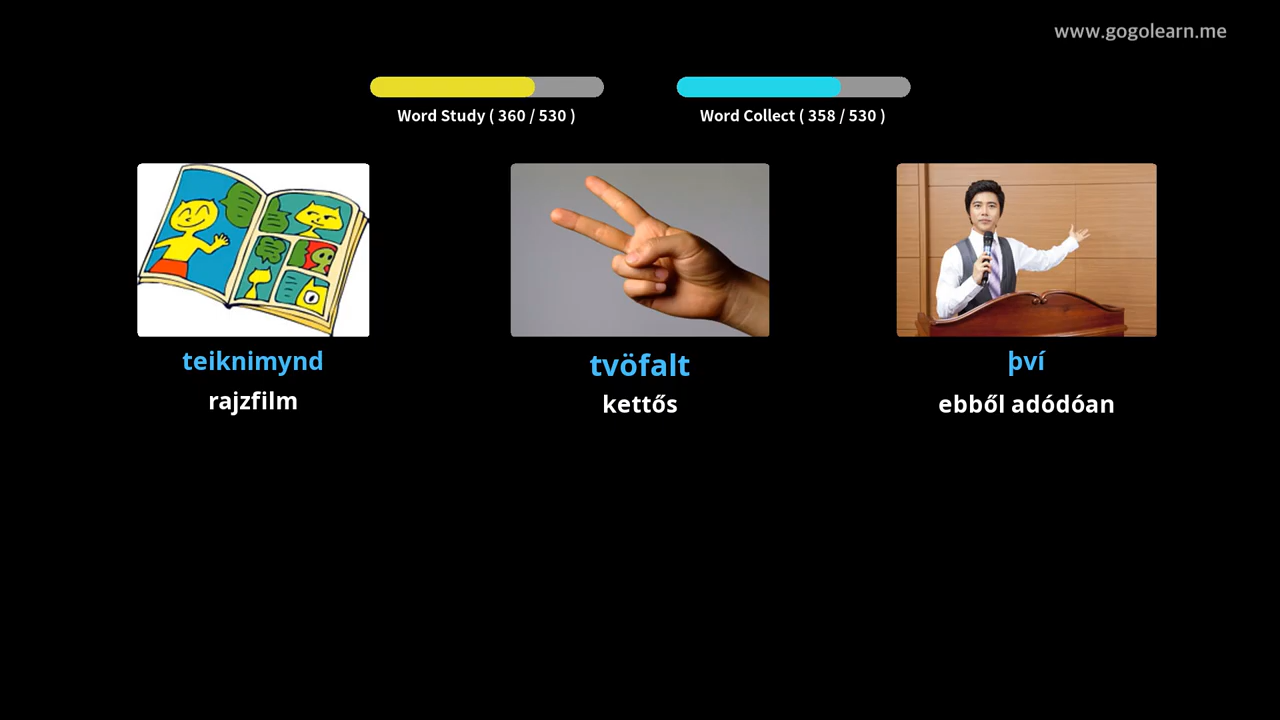 www.gogolearn.me
Word Study ( 360 / 530 )
Word Collect ( 358 / 530 )
teiknimynd
rajzfilm
tvöfalt
kettős
því
ebből adódóan